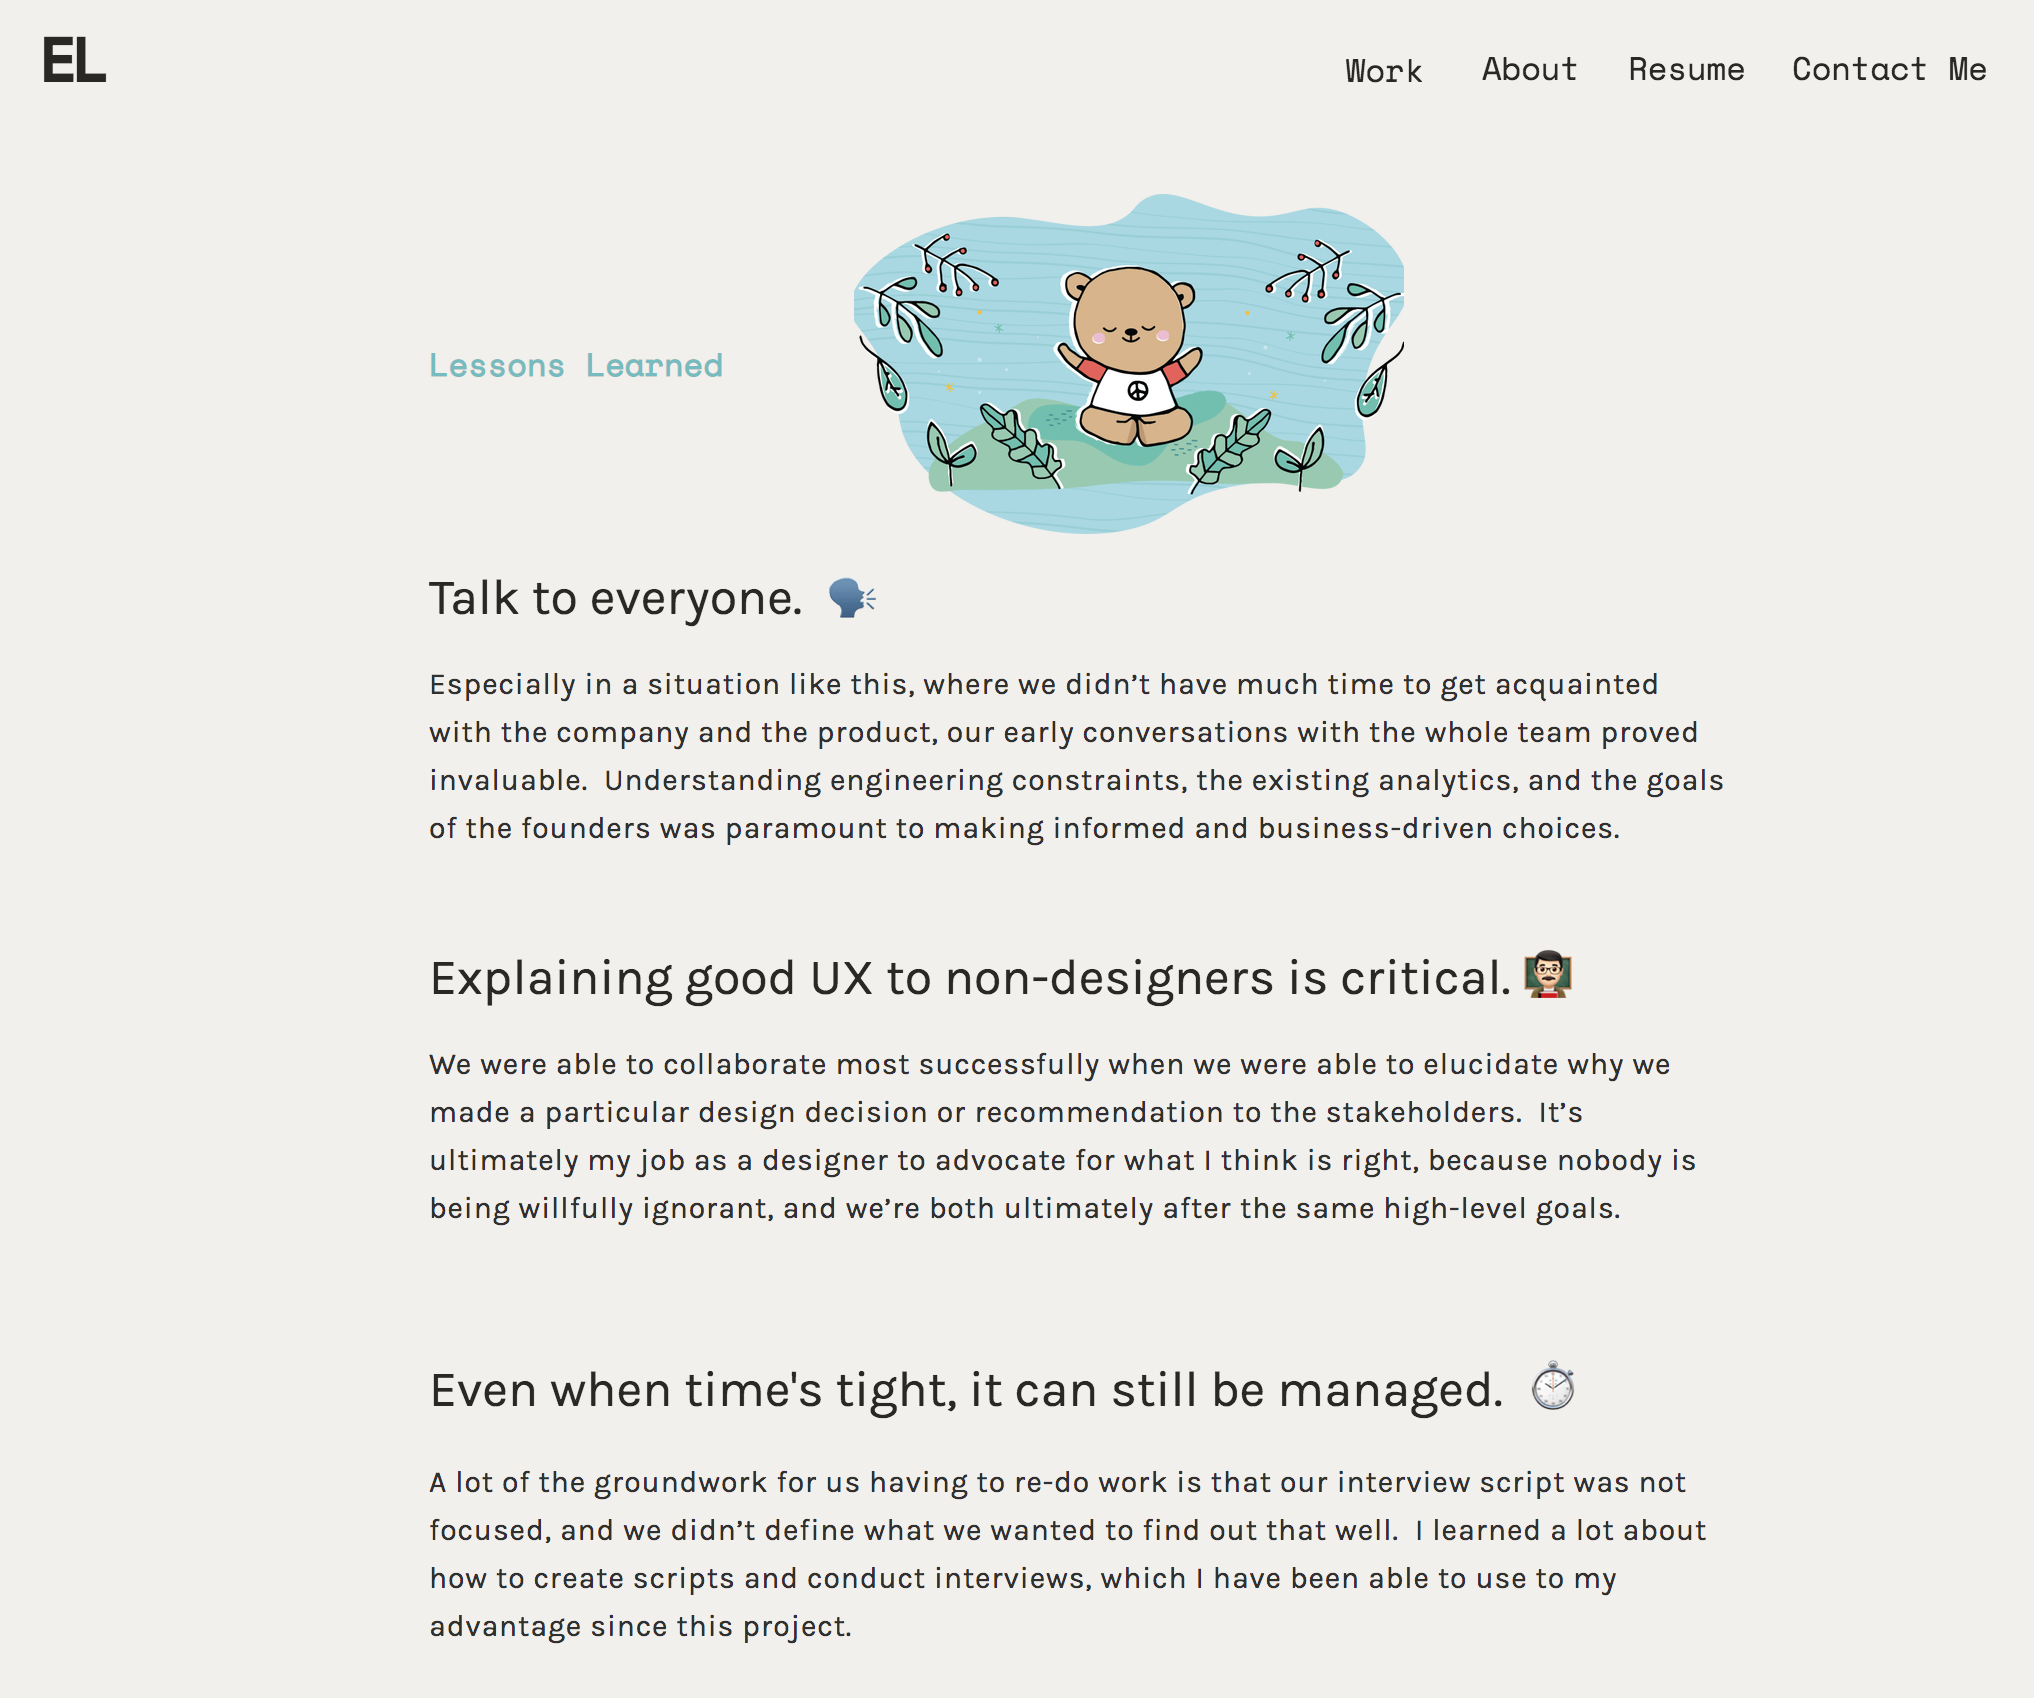 EL
Work About Resume Contact Me
Lessons Learned
Talk to everyone. 🗣️
Especially in a situation like this, where we didn’t have much time to get acquainted
with the company and the product, our early conversations with the whole team proved
invaluable.  Understanding engineering constraints, the existing analytics, and the goals
of the founders was paramount to making informed and business-driven choices.
Explaining good UX to non-designers is critical. 👨🏻‍🏫
We were able to collaborate most successfully when we were able to elucidate why we
made a particular design decision or recommendation to the stakeholders.  It’s
ultimately my job as a designer to advocate for what I think is right, because nobody is
being willfully ignorant, and we’re both ultimately after the same high-level goals.
Even when time's tight, it can still be managed. ⏱️
A lot of the groundwork for us having to re-do work is that our interview script was not
focused, and we didn’t define what we wanted to find out that well.  I learned a lot about
how to create scripts and conduct interviews, which I have been able to use to my
advantage since this project.